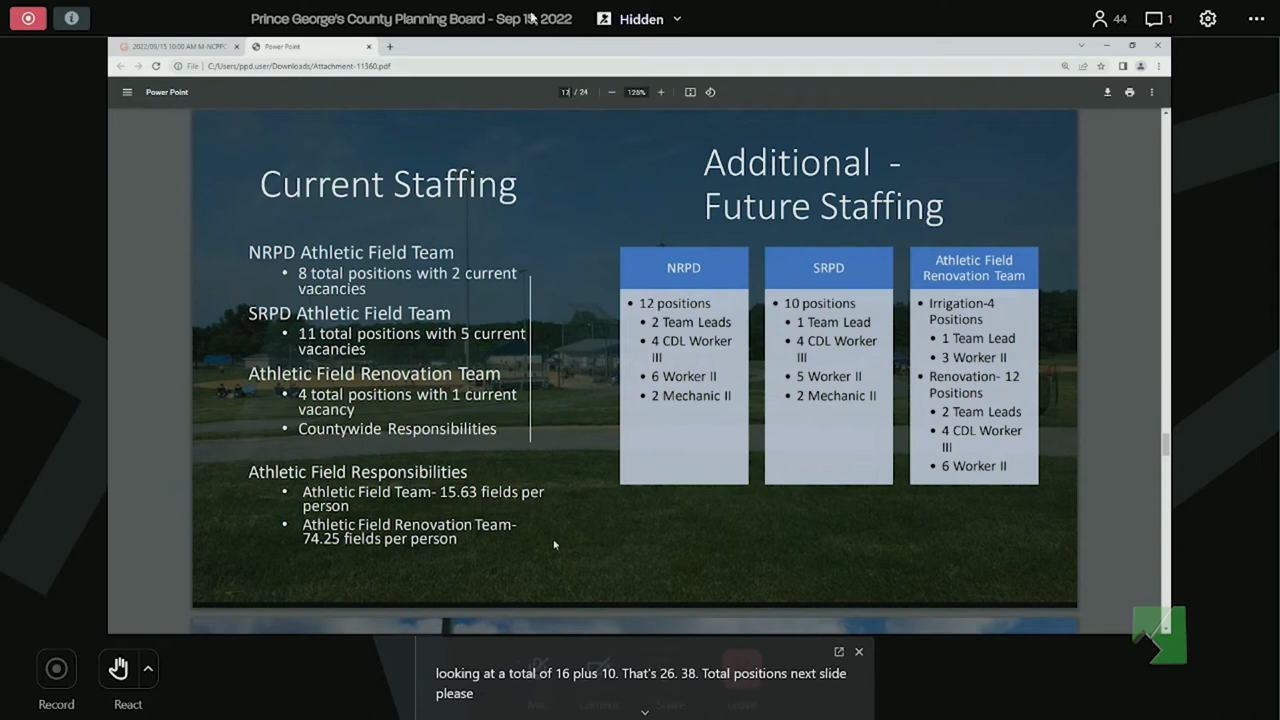 Prince George's County Planning Board - Sep 15, 2022
Hidden
44
1
2022/09/15 10:00 AM M-NCPPC
Power Point
File
C:/Users/ppd.user/Downloads/Attachment-11360.pdf
Power Point
17 / 24
125%
Current Staffing
NRPD Athletic Field Team
• 8 total positions with 2 current
vacancies
SRPD Athletic Field Team
• 11 total positions with 5 current
vacancies
Athletic Field Renovation Team
• 4 total positions with 1 current
vacancy
• Countywide Responsibilities
Athletic Field Responsibilities
• Athletic Field Team- 15.63 fields per
person
• Athletic Field Renovation Team-
74.25 fields per person
Additional -
Future Staffing
NRPD
• 12 positions
• 2 Team Leads
• 4 CDL Worker
III
• 6 Worker II
• 2 Mechanic II
SRPD
• 10 positions
• 1 Team Lead
• 4 CDL Worker
III
• 5 Worker II
• 2 Mechanic II
Athletic Field
Renovation Team
• Irrigation-4
Positions
• 1 Team Lead
• 3 Worker II
• Renovation- 12
Positions
• 2 Team Leads
• 4 CDL Worker
III
• 6 Worker II
looking at a total of 16 plus 10. That's 26. 38. Total positions next slide
please
Record
React